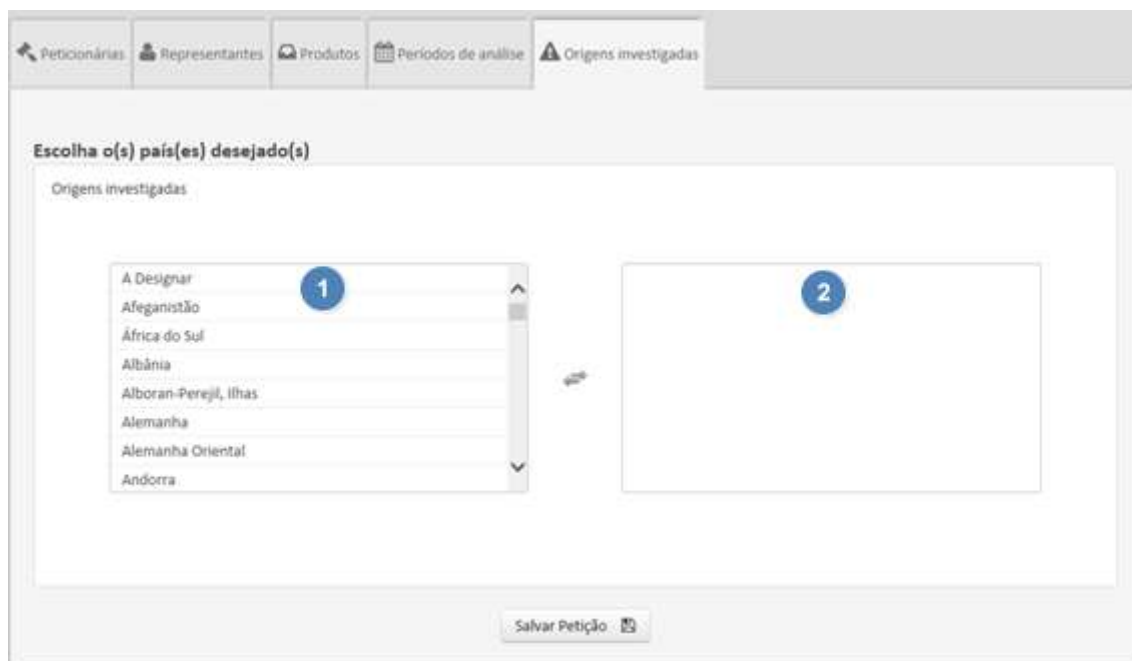 Peticionárias Representantes Produtos Períodos de análise Origens investigadas
Escolha o(s) país(es) desejado(s)
Origens investigadas
A Designar
1
2
Afeganistão
África do Sul
Albânia
Alboran-Perejil, Ilhas
Alemanha
Alemanha Oriental
Andorra
Salvar Petição